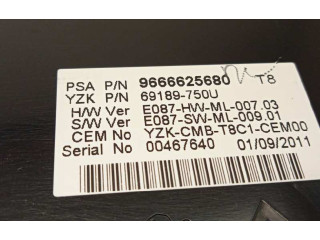 PSA P/N 9666625680 T8
YZK P/N 69189-750U
H/W Ver E087-HW-ML-007.03
S/W Ver E087-SW-ML-009.01
CEM No YZK-CMB-T8C1-CEM00
Serial No 00467640 01/09/2011